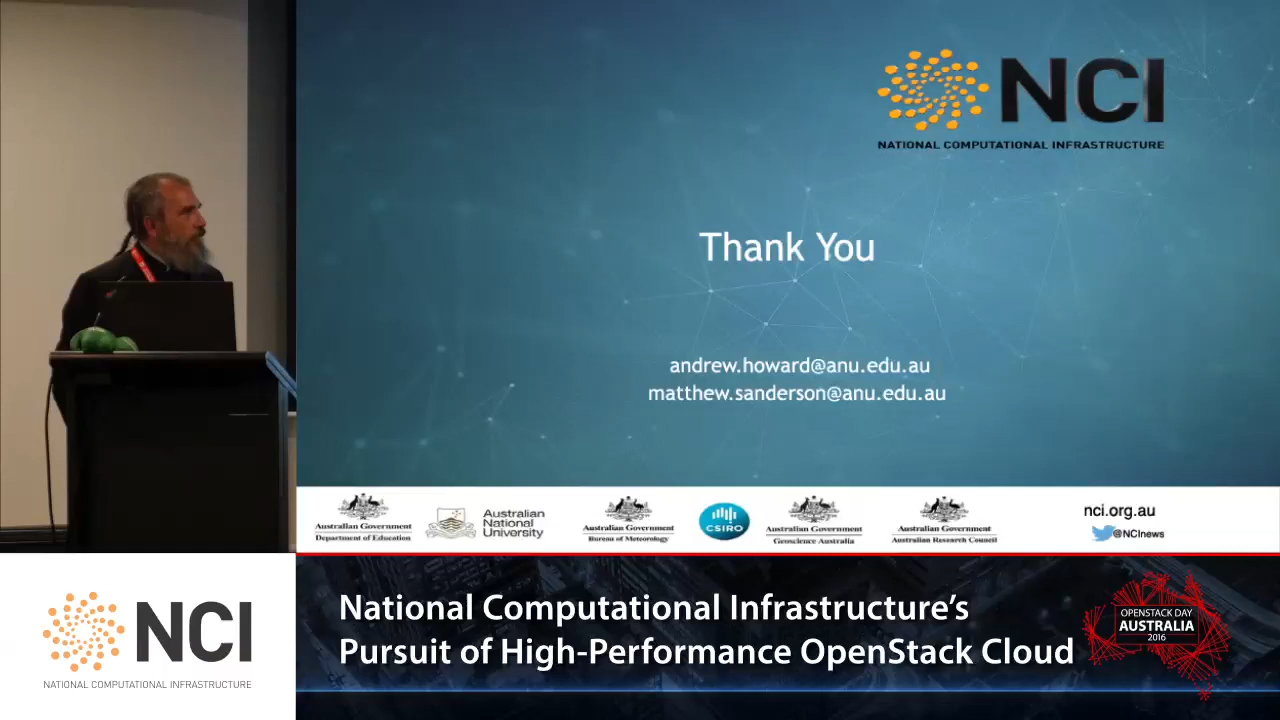 NCI
NATIONAL COMPUTATIONAL INFRASTRUCTURE
Thank You
andrew.howard@anu.edu.au
matthew.sanderson@anu.edu.au
Australian Government
Department of Education
Australian
National
University
Australian Government
Bureau of Meteorology
CSIRO
Australian Government
Geoscience Australia
Australian Government
Australian Research Council
nci.org.au
@NCInews
NCI
NATIONAL COMPUTATIONAL INFRASTRUCTURE
National Computational Infrastructure's
Pursuit of High-Performance OpenStack Cloud
OPENSTACK DAY
AUSTRALIA
2016